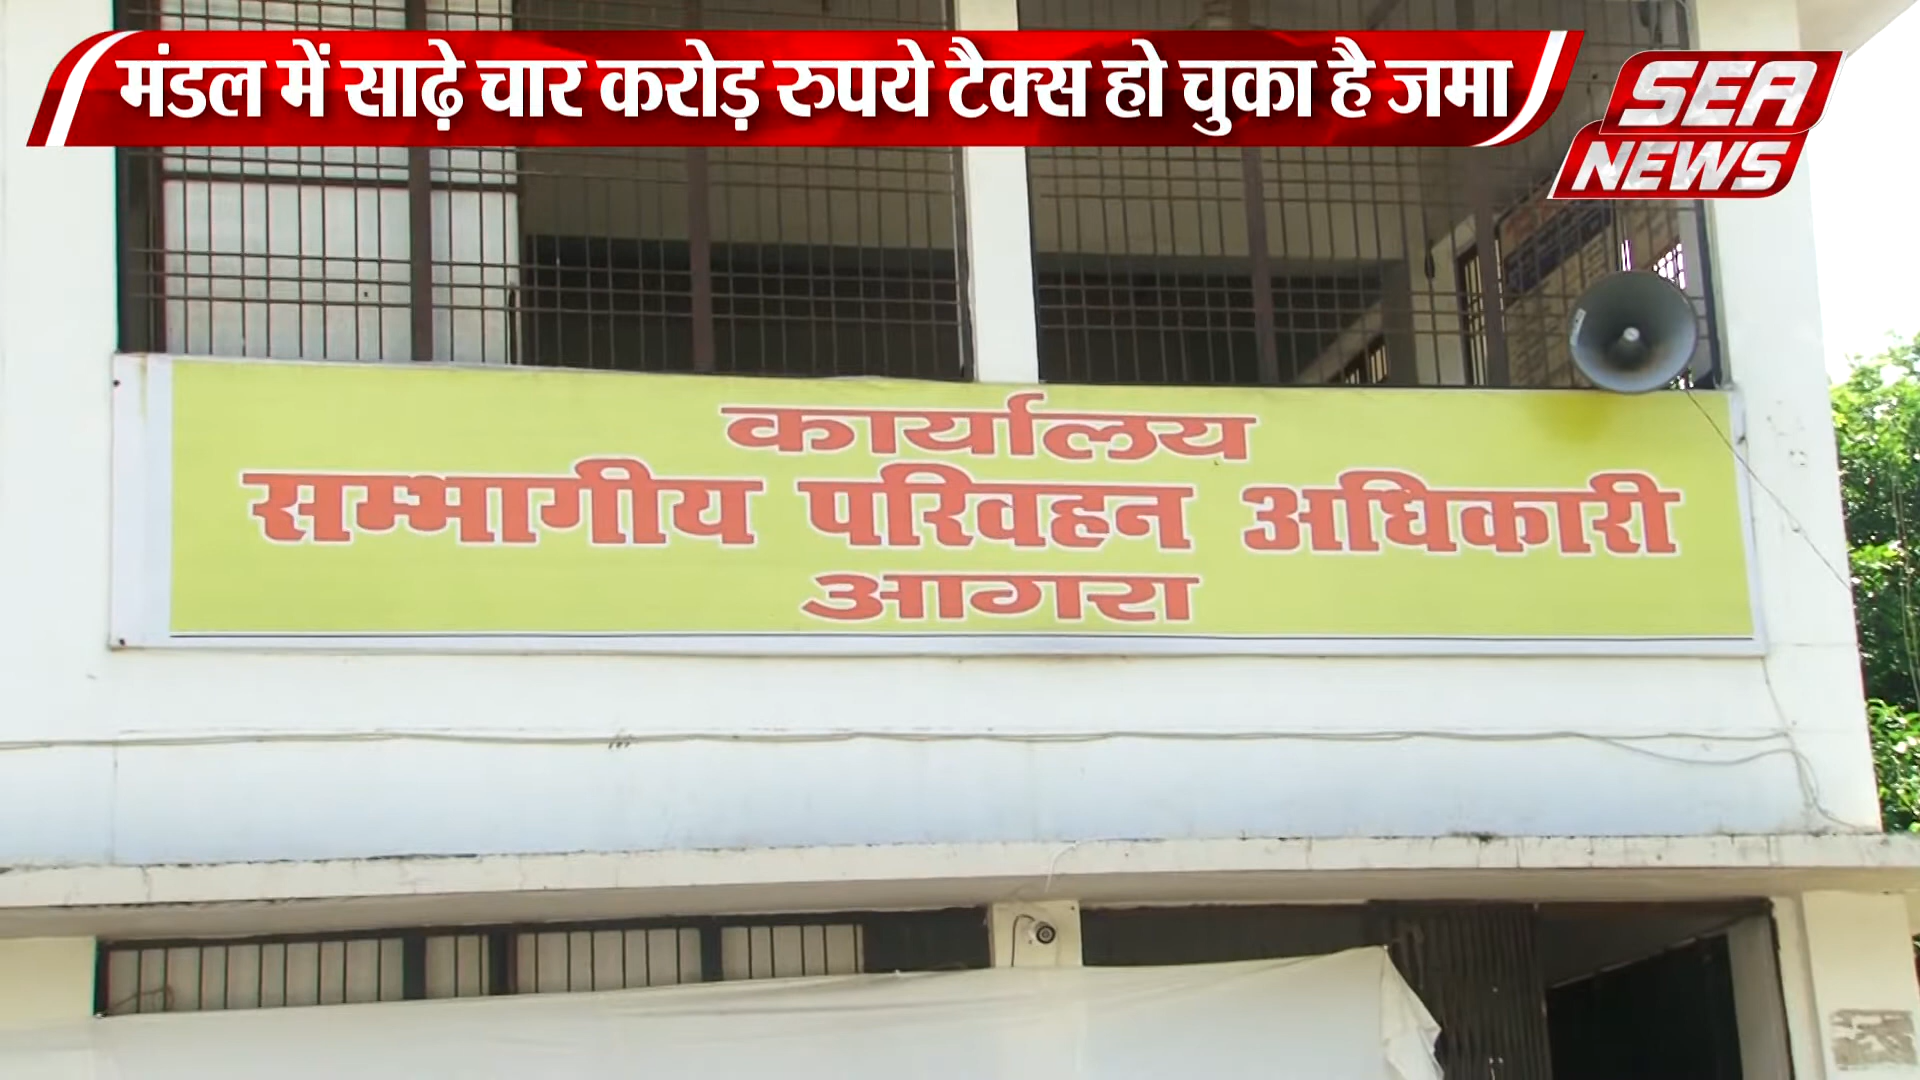 मंडल में साढ़े चार करोड़ रुपये टैक्स हो चुका है जमा
SEA
NEWS
कार्यालय
सम्भागीय परिवहन अधिकारी
आगरा